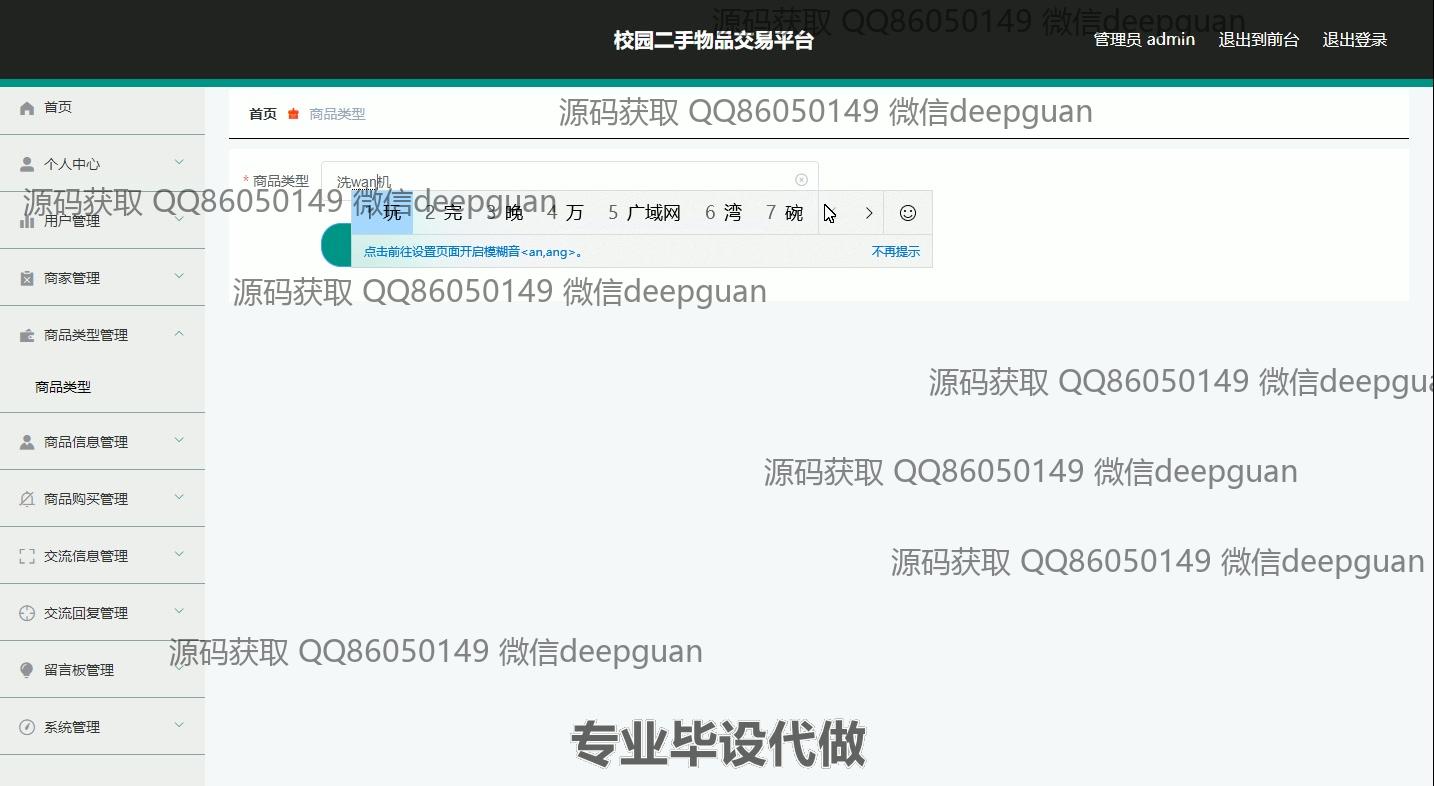 源码获取 QQ86050149 微信deepguan
校园二手物品交易平台
管理员 admin 退出到前台 退出登录
首页
首页 商品类型
源码获取 QQ86050149 微信deepguan
个人中心
* 商品类型 洗wan机
源码获取 QQ86050149 微信deepguan
用户管理
1 玩 2 完 3 晚 4 万 5 广域网 6 湾 7 碗
点击前往设置页面开启模糊音<an,ang>。 不再提示
商家管理
源码获取 QQ86050149 微信deepguan
商品类型管理
商品类型
源码获取 QQ86050149 微信deepgua
商品信息管理
源码获取 QQ86050149 微信deepguan
商品购买管理
交流信息管理
源码获取 QQ86050149 微信deepguan
交流回复管理
源码获取 QQ86050149 微信deepguan
留言板管理
系统管理
专业毕设代做